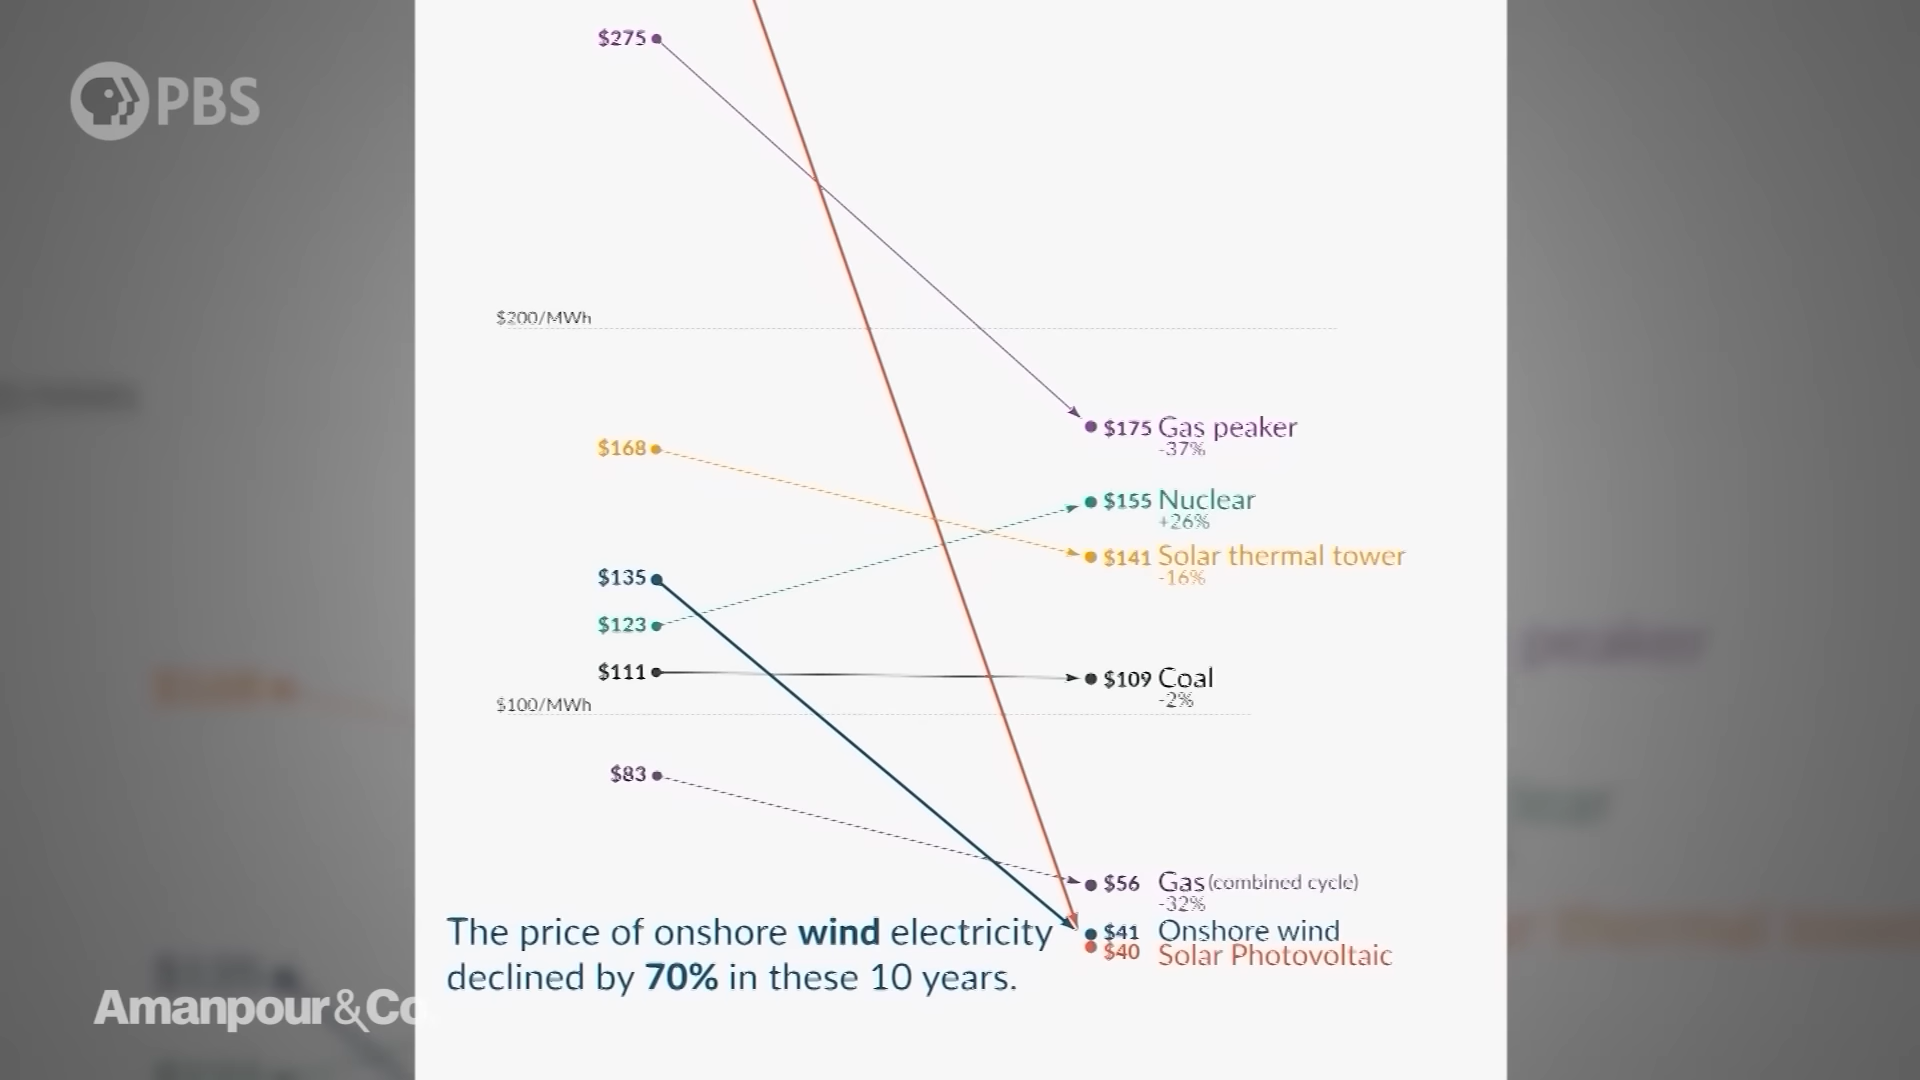 $275
PBS
$200/MWh
$175 Gas peaker
-37%
$168
$155 Nuclear
+26%
$141 Solar thermal tower
-16%
$135
$123
$111
$109 Coal
-2%
$100/MWh
$83
$56 Gas (combined cycle)
-32%
$41 Onshore wind
$40 Solar Photovoltaic
The price of onshore wind electricity
declined by 70% in these 10 years.
Amanpour&Co
peaker